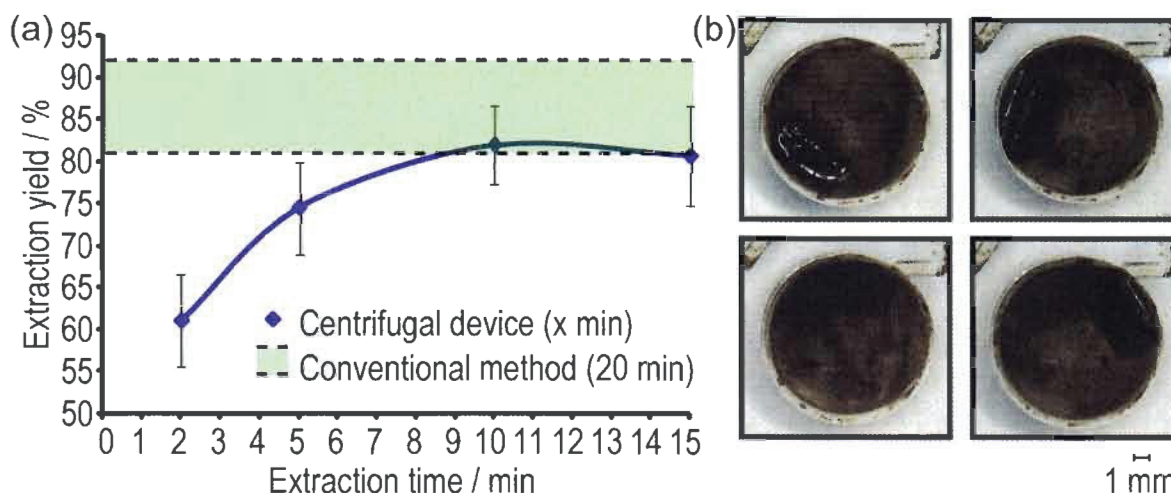 (a)
95
90
85
80
75
70
65
60
55
50
Extraction yield / %
Centrifugal device (x min)
Conventional method (20 min)
0 1 2 3 4 5 6 7 8 9 10 11 12 13 14 15
Extraction time / min
(b)
1 mm